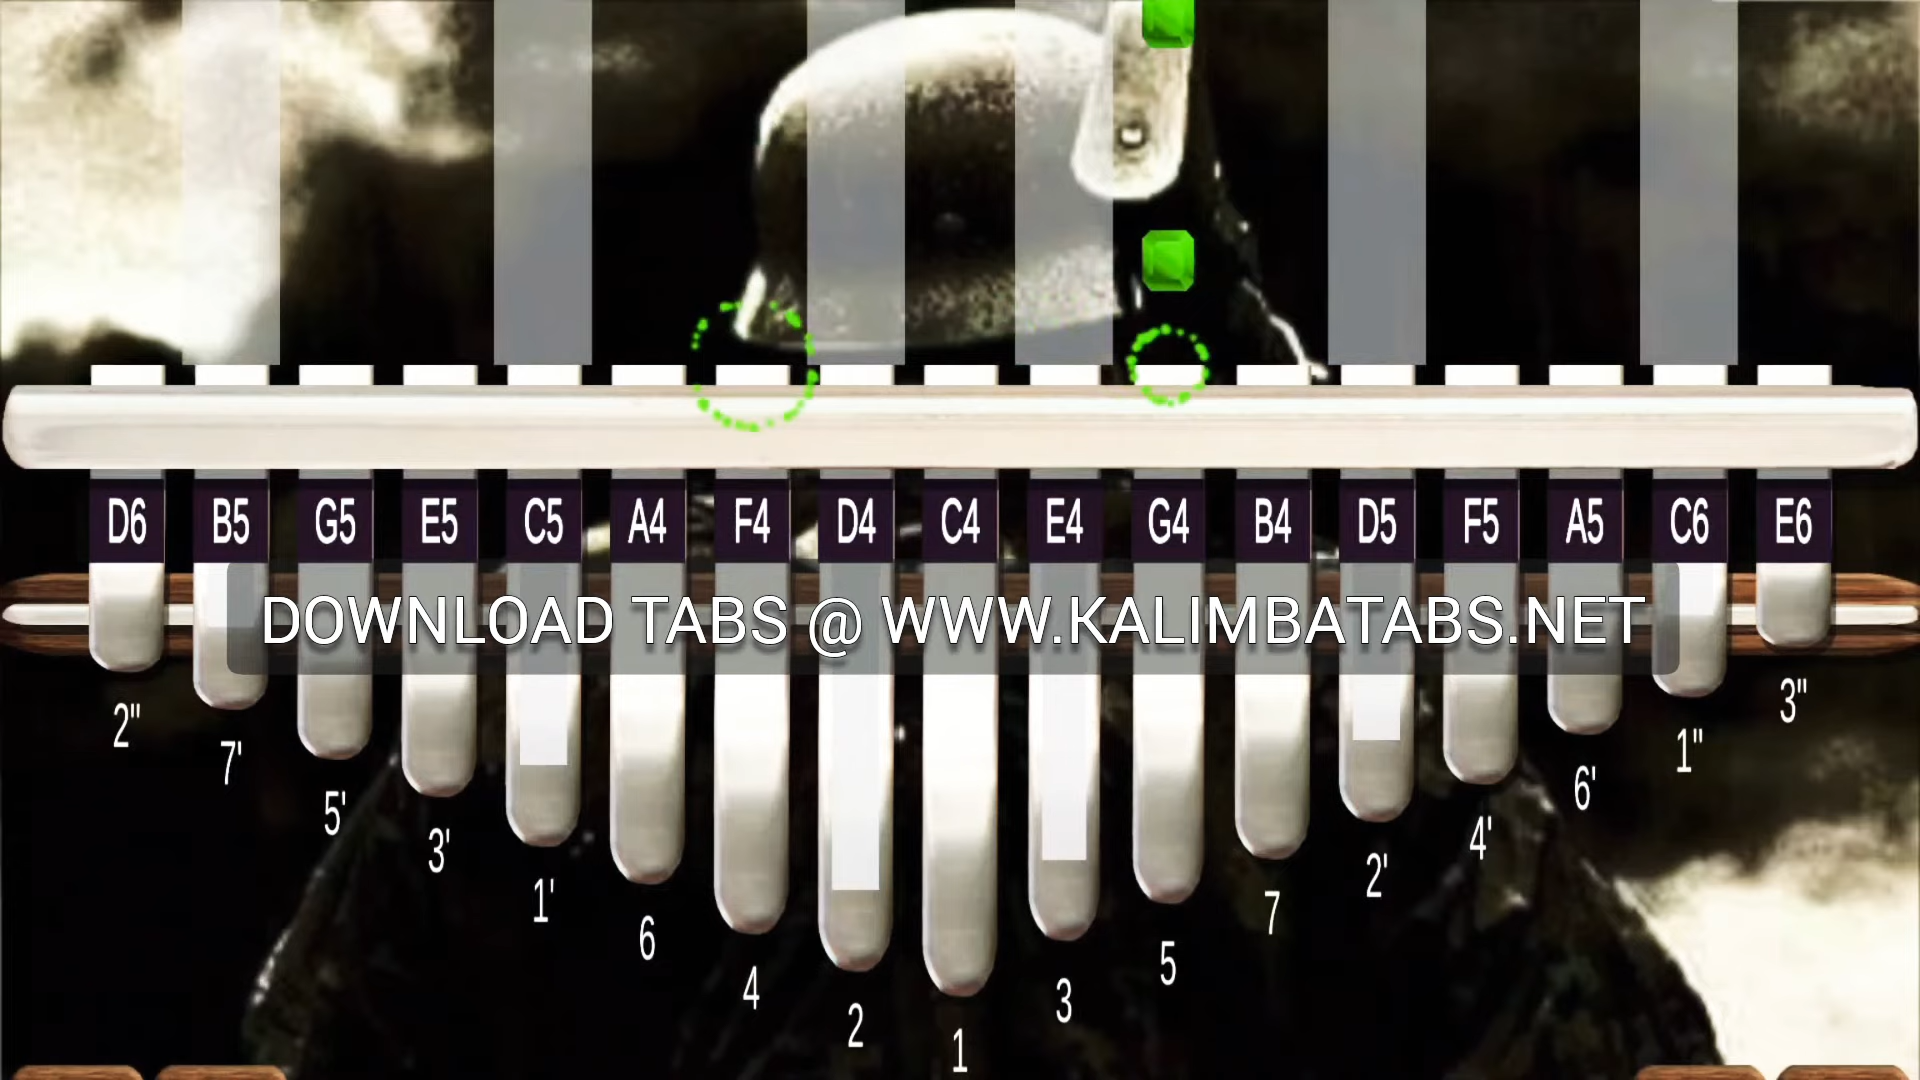 D6 B5 G5 E5 C5 A4 F4 D4 C4 E4 G4 B4 D5 F5 A5 C6 E6
DOWNLOAD TABS @ WWW.KALIMBATABS.NET
2" 7' 5' 3' 1' 6 4 2 1 3 5 7 2' 4' 6' 1" 3"